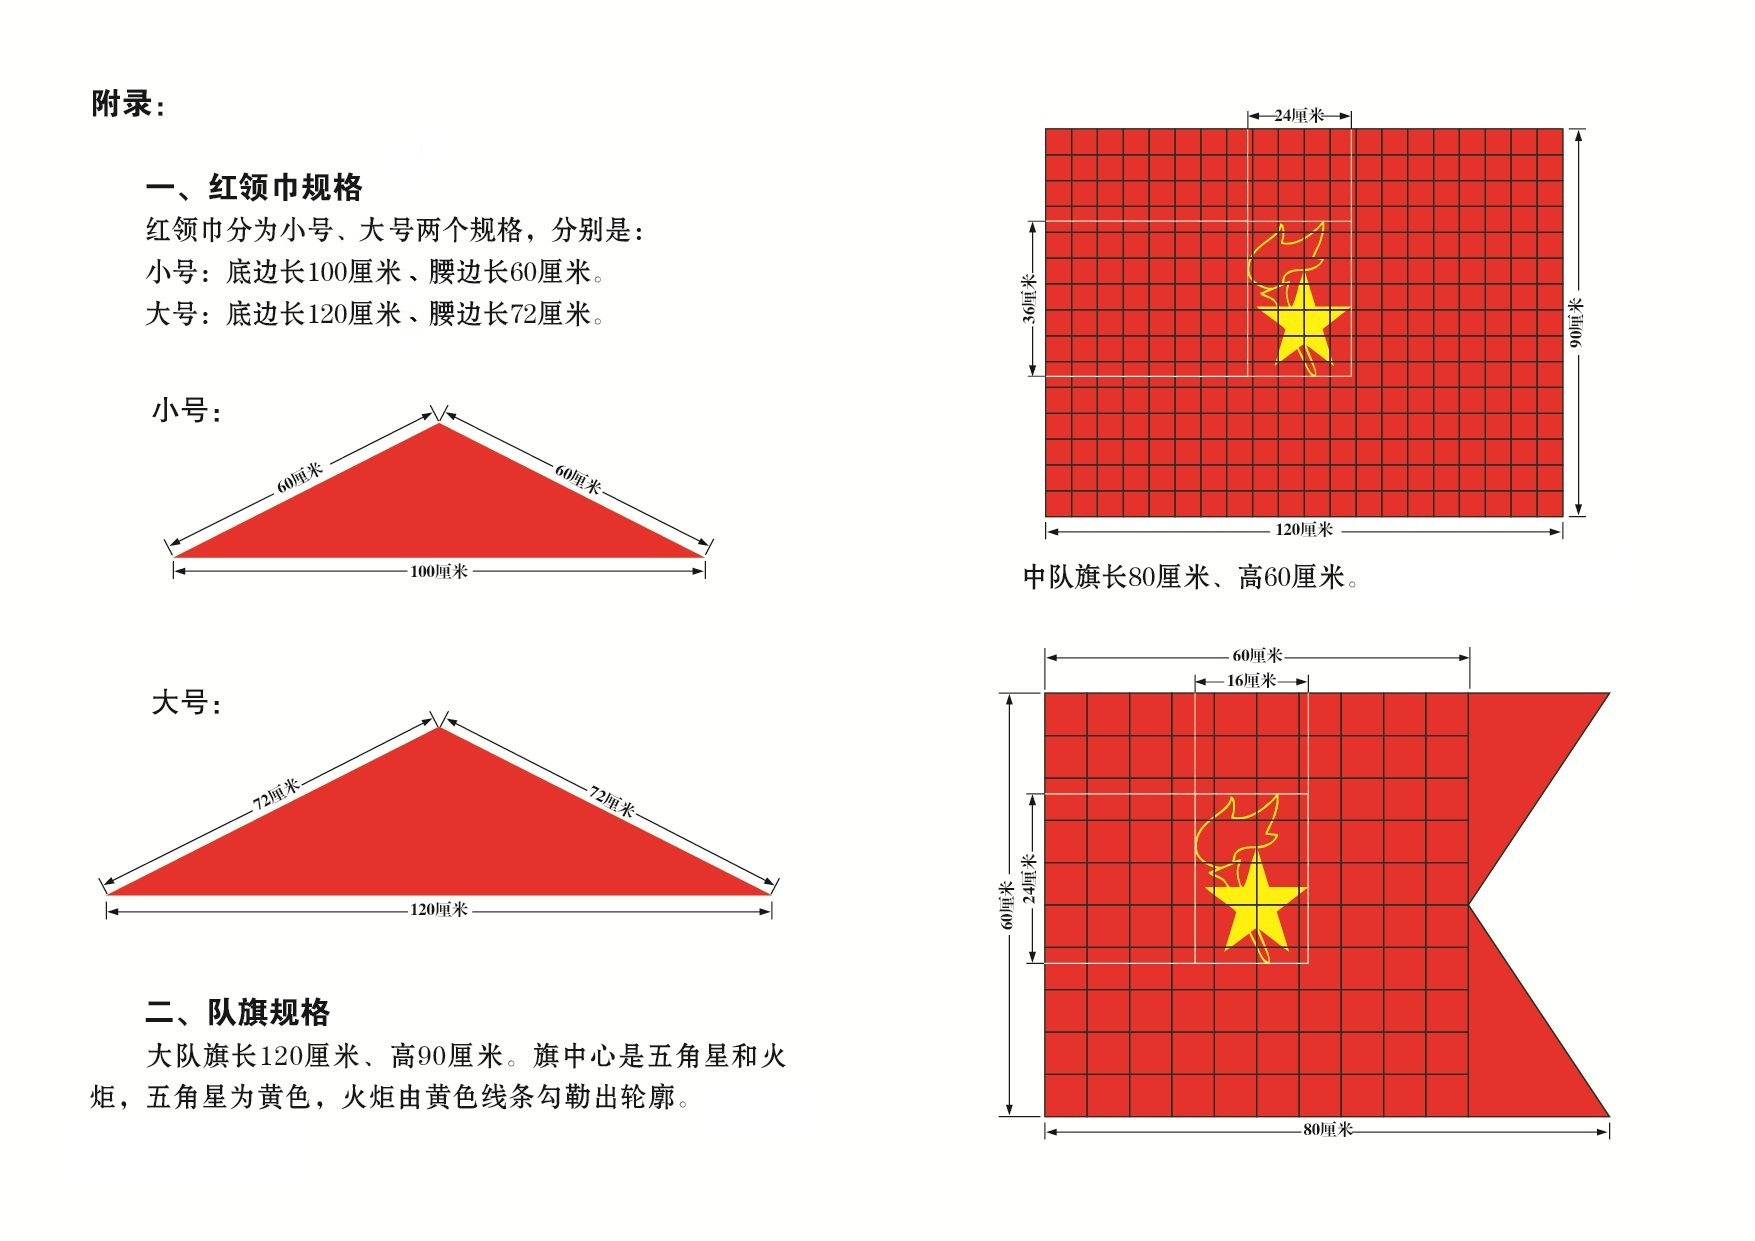 附录：
一、红领巾规格
红领巾分为小号、大号两个规格，分别是：
小号：底边长100厘米、腰边长60厘米。
大号：底边长120厘米、腰边长72厘米。
小号：
60厘米
60厘米
100厘米
大号：
72厘米
72厘米
120厘米
二、队旗规格
大队旗长120厘米、高90厘米。旗中心是五角星和火
炬，五角星为黄色，火炬由黄色线条勾勒出轮廓。
24厘米
36厘米
90厘米
120厘米
中队旗长80厘米、高60厘米。
60厘米
16厘米
24厘米
60厘米
80厘米